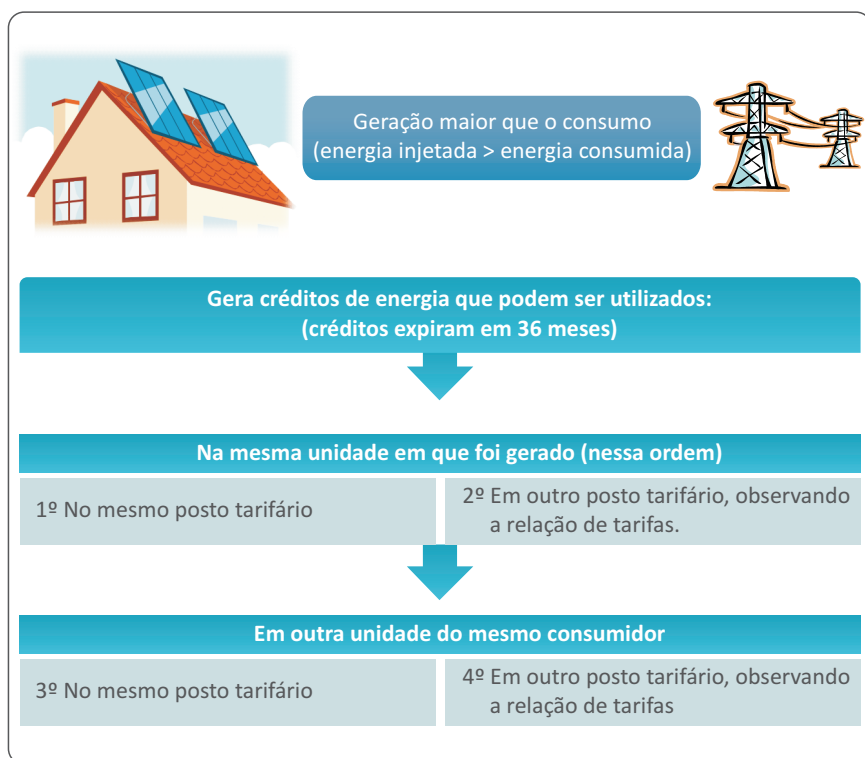 Geração maior que o consumo
(energia injetada > energia consumida)
Gera créditos de energia que podem ser utilizados:
(créditos expiram em 36 meses)
Na mesma unidade em que foi gerado (nessa ordem)
1º No mesmo posto tarifário
2º Em outro posto tarifário, observando
a relação de tarifas.
Em outra unidade do mesmo consumidor
3º No mesmo posto tarifário
4º Em outro posto tarifário, observando
a relação de tarifas